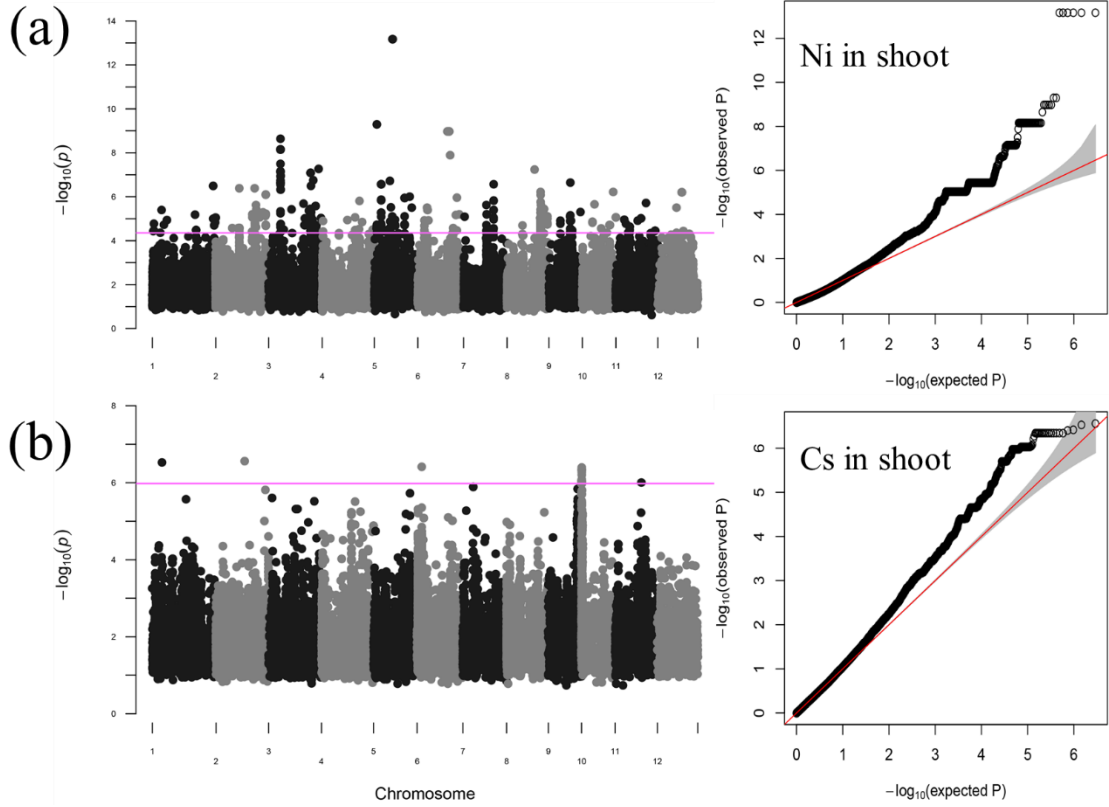 (a)
14
12
10
8
6
4
2
0
−log10(p)
1 2 3 4 5 6 7 8 9 10 11 12
Ni in shoot
12
10
8
6
4
2
0
−log10(observed P)
0 1 2 3 4 5 6
−log10(expected P)
(b)
8
6
4
2
0
−log10(p)
1 2 3 4 5 6 7 8 9 10 11 12
Chromosome
Cs in shoot
6
5
4
3
2
1
0
−log10(observed P)
0 1 2 3 4 5 6
−log10(expected P)